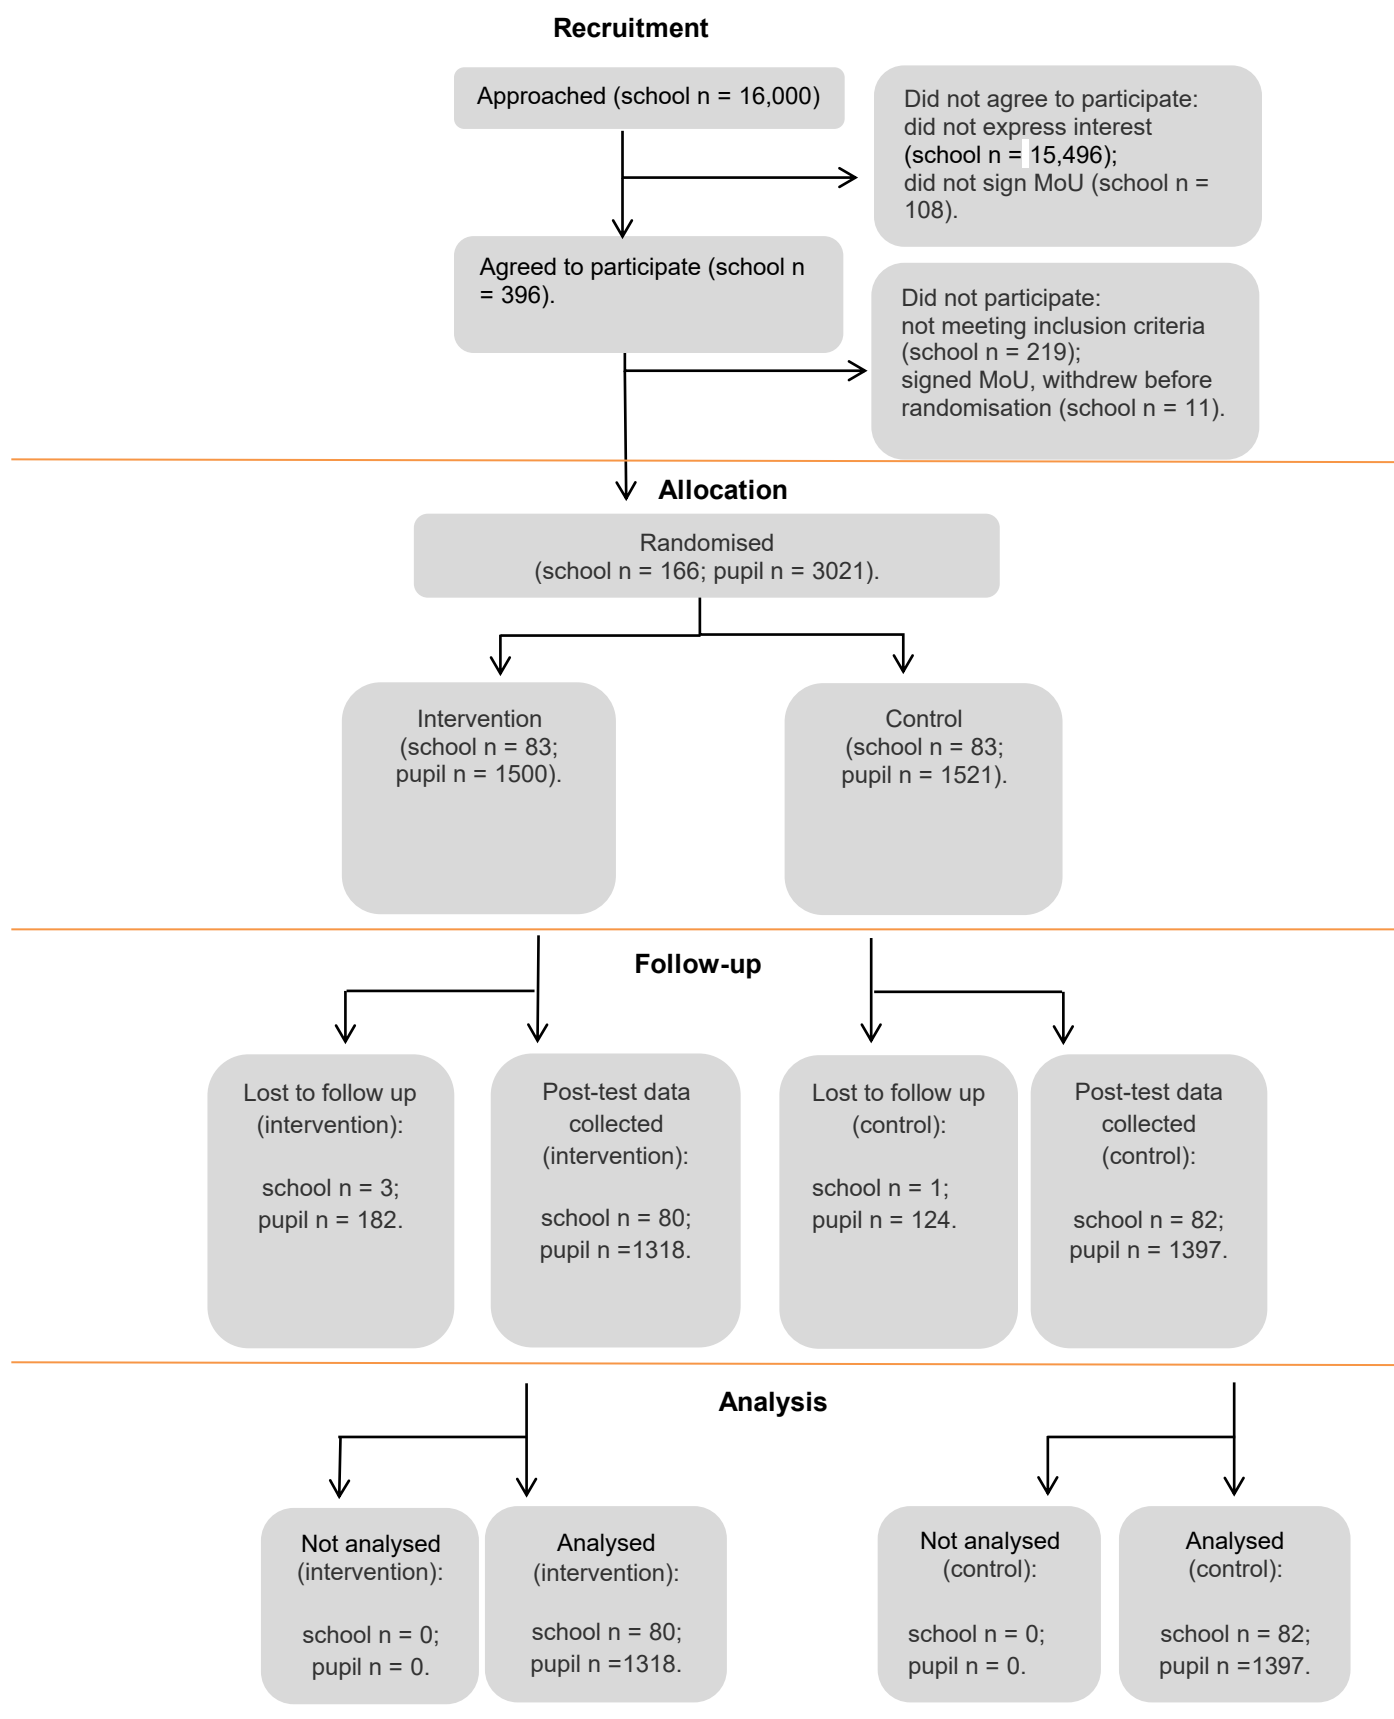 Recruitment
Approached (school n = 16,000)
Did not agree to participate:
did not express interest
(school n = 15,496);
did not sign MoU (school n =
108).
Agreed to participate (school n
= 396).
Did not participate:
not meeting inclusion criteria
(school n = 219);
signed MoU, withdrew before
randomisation (school n = 11).
Allocation
Randomised
(school n = 166; pupil n = 3021).
Intervention
(school n = 83;
pupil n = 1500).
Control
(school n = 83;
pupil n = 1521).
Follow-up
Lost to follow up
(intervention):
school n = 3;
pupil n = 182.
Post-test data
collected
(intervention):
school n = 80;
pupil n =1318.
Lost to follow up
(control):
school n = 1;
pupil n = 124.
Post-test data
collected
(control):
school n = 82;
pupil n = 1397.
Analysis
Not analysed
(intervention):
school n = 0;
pupil n = 0.
Analysed
(intervention):
school n = 80;
pupil n =1318.
Not analysed
(control):
school n = 0;
pupil n = 0.
Analysed
(control):
school n = 82;
pupil n =1397.